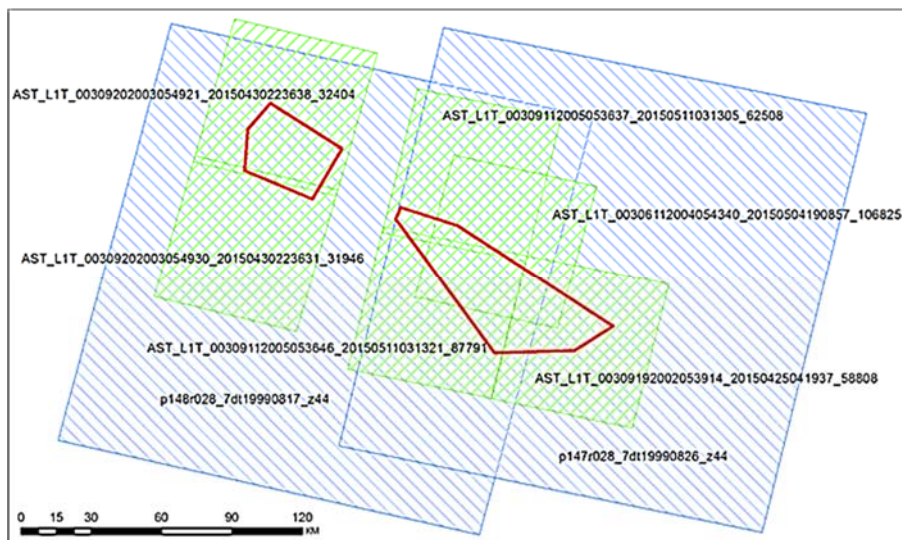 AST_L1T_00309202003054921_20150430223638_32404
AST_L1T_00309112005053637_20150511031305_62508
AST_L1T_00306112004054340_20150504190857_106825
AST_L1T_00309202003054930_20150430223631_31946
AST_L1T_00309112005053646_20150511031321_87791
AST_L1T_00309192002053914_20150425041937_58808
p148r028_7dt19990817_z44
p147r028_7dt19990826_z44
0 15 30 60 90 120
KM